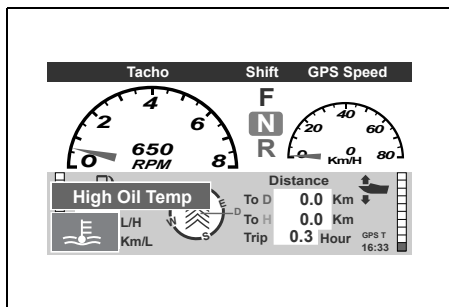 Tacho Shift GPS Speed
0 2 4 6 8
650
RPM
F
N
R
0 20 40 60 80
0
Km/H
High Oil Temp
L/H
Km/L
N E S W
D
Distance
To D 0.0 Km
To H 0.0 Km
Trip 0.3 Hour
GPS T
16:33